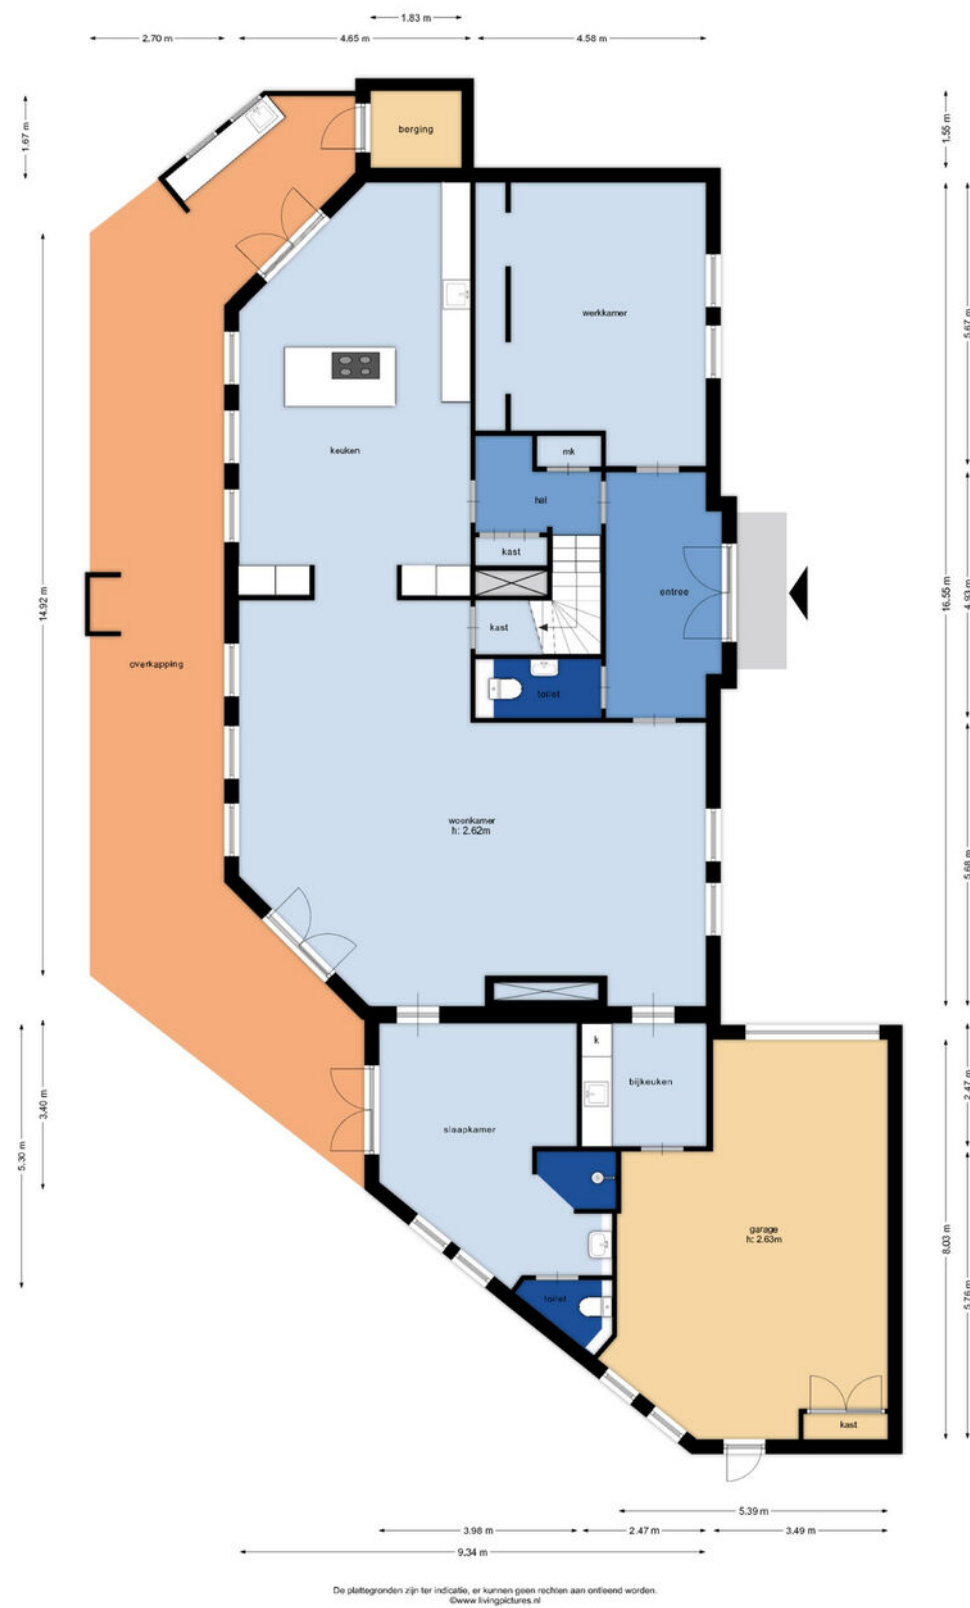 1.83 m
2.70 m
4.65 m
4.58 m
1.67 m
1.55 m
berging
werkkamer
5.67 m
keuken
mk
hal
kast
entree
kast
toilet
14.92 m
16.55 m
4.93 m
overkapping
woonkamer
h: 2.62m
5.68 m
k
bijkeuken
slaapkamer
3.40 m
5.30 m
2.47 m
garage
h: 2.63m
8.03 m
5.76 m
toilet
kast
5.39 m
3.98 m
2.47 m
3.49 m
9.34 m
De plattegronden zijn ter indicatie, er kunnen geen rechten aan ontleend worden.
©www.livingpictures.nl